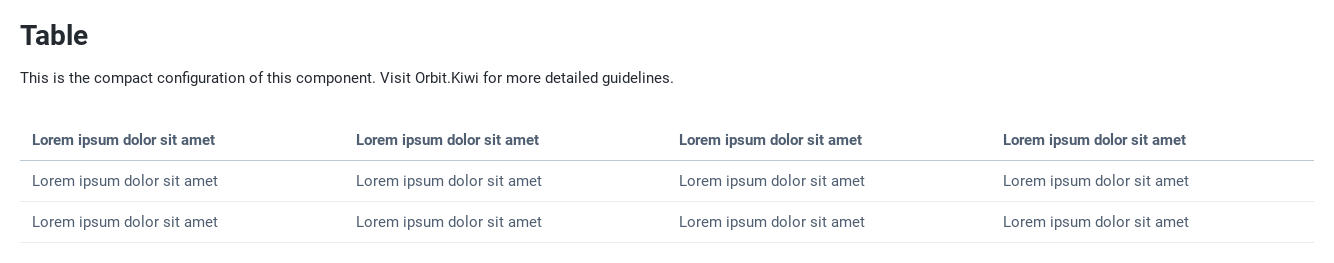 Table
This is the compact configuration of this component. Visit Orbit.Kiwi for more detailed guidelines.
Lorem ipsum dolor sit amet Lorem ipsum dolor sit amet Lorem ipsum dolor sit amet Lorem ipsum dolor sit amet
Lorem ipsum dolor sit amet Lorem ipsum dolor sit amet Lorem ipsum dolor sit amet Lorem ipsum dolor sit amet
Lorem ipsum dolor sit amet Lorem ipsum dolor sit amet Lorem ipsum dolor sit amet Lorem ipsum dolor sit amet